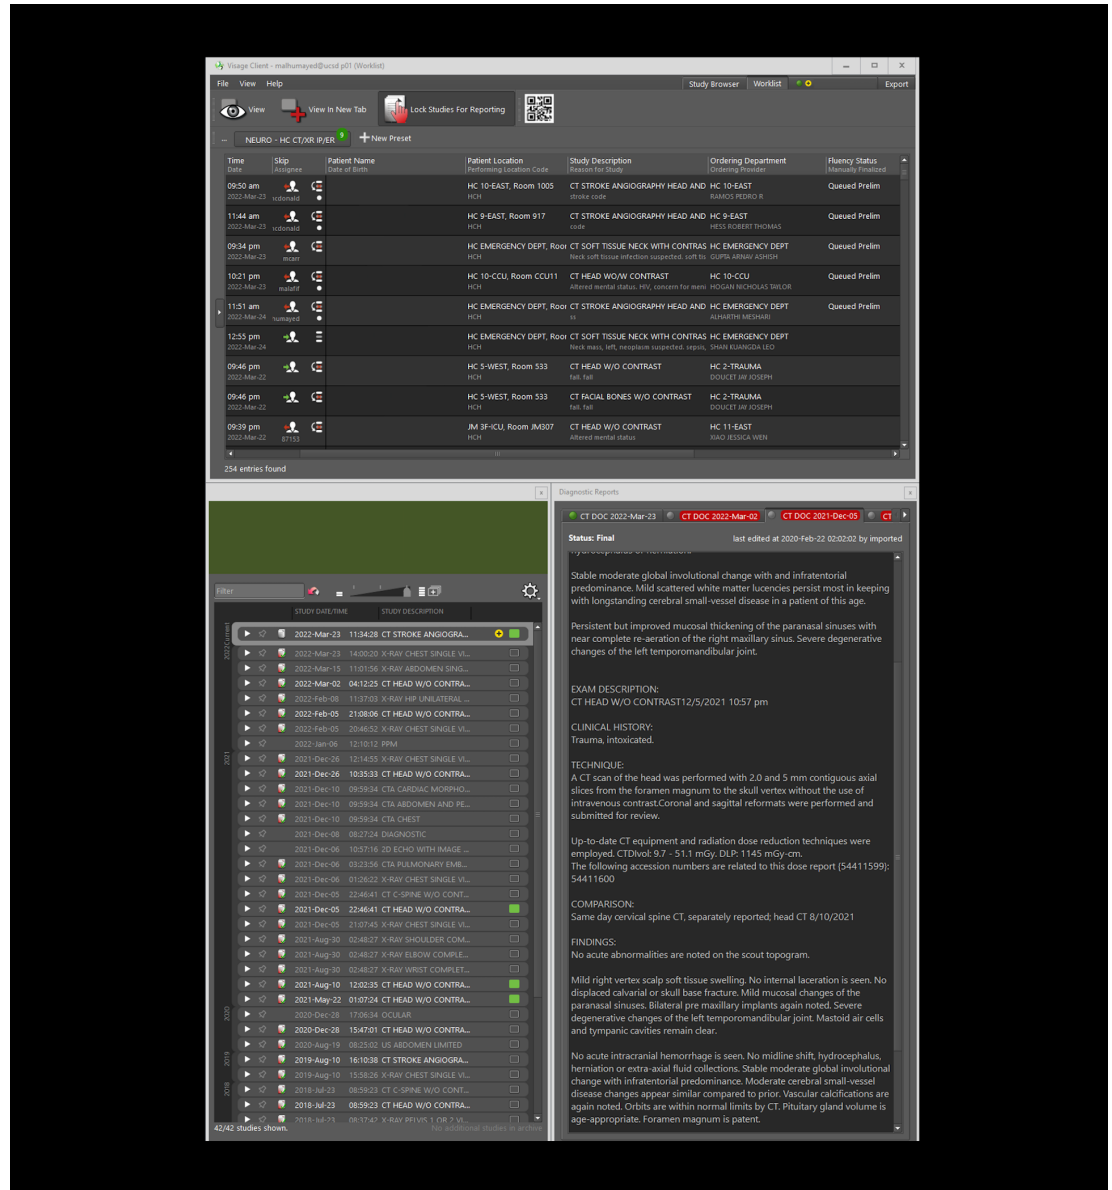 Visage Client - malhumayed@ucsd.p01 (Worklist)
File View Help
Study Browser Worklist Export
View View In New Tab Lock Studies For Reporting
... NEURO - HC CT/XR IP/ER 9 New Preset
Time Skip Patient Name Patient Location Study Description Ordering Department Fluency Status
Date Assignee Date of Birth Performing Location Code Reason for Study Ordering Provider Manually Finalized
09:50 am HC 10-EAST, Room 1005 CT STROKE ANGIOGRAPHY HEAD AND HC 10-EAST Queued Prelim
2022-Mar-23 HCH stroke code RAMOS PEDRO R
11:44 am HC 9-EAST, Room 917 CT STROKE ANGIOGRAPHY HEAD AND HC 9-EAST Queued Prelim
2022-Mar-23 HCH code HESS ROBERT THOMAS
09:34 pm HC EMERGENCY DEPT, Roor CT SOFT TISSUE NECK WITH CONTRAS HC EMERGENCY DEPT Queued Prelim
2022-Mar-23 mcarr HCH Neck soft tissue infection suspected. soft tis GUPTA ARNAV ASHISH
10:21 pm HC 10-CCU, Room CCU11 CT HEAD WO/W CONTRAST HC 10-CCU Queued Prelim
2022-Mar-23 malafif HCH Altered mental status. HIV, concern for meni HOGAN NICHOLAS TAYLOR
11:51 am HC EMERGENCY DEPT, Roor CT STROKE ANGIOGRAPHY HEAD AND HC EMERGENCY DEPT Queued Prelim
2022-Mar-24 HCH ss ALHARTHI MESHARI
12:55 pm HC EMERGENCY DEPT, Roor CT SOFT TISSUE NECK WITH CONTRAS HC EMERGENCY DEPT
2022-Mar-24 HCH Neck mass, left, neoplasm suspected. sepsis, SHAN KUANGDA LEO
09:46 pm HC 5-WEST, Room 533 CT HEAD W/O CONTRAST HC 2-TRAUMA
2022-Mar-22 HCH fall. fall DOUCET JAY JOSEPH
09:46 pm HC 5-WEST, Room 533 CT FACIAL BONES W/O CONTRAST HC 2-TRAUMA
2022-Mar-22 HCH fall. fall DOUCET JAY JOSEPH
09:39 pm JM 3F-ICU, Room JM307 CT HEAD W/O CONTRAST HC 11-EAST
2022-Mar-22 87153 HCH Altered mental status XIAO JESSICA WEN
254 entries found
Filter
STUDY DATE/TIME STUDY DESCRIPTION
Current
2022-Mar-23 11:34:28 CT STROKE ANGIOGRA...
2022
2022-Mar-23 14:00:20 X-RAY CHEST SINGLE VI...
2022-Mar-15 11:01:56 X-RAY ABDOMEN SING...
2022-Mar-02 04:12:25 CT HEAD W/O CONTRA...
2022-Feb-08 11:37:03 X-RAY HIP UNILATERAL ...
2022-Feb-05 21:08:06 CT HEAD W/O CONTRA...
2022-Feb-05 20:46:52 X-RAY CHEST SINGLE VI...
2022-Jan-06 12:10:12 PPM
2021
2021-Dec-26 12:14:55 X-RAY CHEST SINGLE VI...
2021-Dec-26 10:35:33 CT HEAD W/O CONTRA...
2021-Dec-10 09:59:34 CTA CARDIAC MORPHO...
2021-Dec-10 09:59:34 CTA ABDOMEN AND PE...
2021-Dec-10 09:59:34 CTA CHEST
2021-Dec-08 08:27:24 DIAGNOSTIC
2021-Dec-06 10:57:16 2D ECHO WITH IMAGE ...
2021-Dec-06 03:23:56 CTA PULMONARY EMB...
2021-Dec-06 01:26:22 X-RAY CHEST SINGLE VI...
2021-Dec-05 22:46:41 CT C-SPINE W/O CONT...
2021-Dec-05 22:46:41 CT HEAD W/O CONTRA...
2021-Dec-05 21:07:45 X-RAY CHEST SINGLE VI...
2021-Aug-30 02:48:27 X-RAY SHOULDER COM...
2021-Aug-30 02:48:27 X-RAY ELBOW COMPLE...
2021-Aug-30 02:48:27 X-RAY WRIST COMPLET...
2021-Aug-10 12:02:35 CT HEAD W/O CONTRA...
2021-May-22 01:07:24 CT HEAD W/O CONTRA...
2020
2020-Dec-28 17:06:34 OCULAR
2020-Dec-28 15:47:01 CT HEAD W/O CONTRA...
2020-Aug-19 08:25:02 US ABDOMEN LIMITED
2019
2019-Aug-10 16:10:38 CT STROKE ANGIOGRA...
2019-Aug-10 15:58:26 X-RAY CHEST SINGLE VI...
2018
2018-Jul-23 08:59:23 CT C-SPINE W/O CONT...
2018-Jul-23 08:59:23 CT HEAD W/O CONTRA...
2018-Jul-23 08:37:42 X-RAY PELVIS 1 OR 2 VI...
42/42 studies shown. No additional studies in archive
Diagnostic Reports
CT DOC 2022-Mar-23 CT DOC 2022-Mar-02 CT DOC 2021-Dec-05 CT
Status: Final last edited at 2020-Feb-22 02:02:02 by imported
hydrocephalus or herniation.
Stable moderate global involutional change with and infratentorial
predominance. Mild scattered white matter lucencies persist most in keeping
with longstanding cerebral small-vessel disease in a patient of this age.
Persistent but improved mucosal thickening of the paranasal sinuses with
near complete re-aeration of the right maxillary sinus. Severe degenerative
changes of the left temporomandibular joint.
EXAM DESCRIPTION:
CT HEAD W/O CONTRAST12/5/2021 10:57 pm
CLINICAL HISTORY:
Trauma, intoxicated.
TECHNIQUE:
A CT scan of the head was performed with 2.0 and 5 mm contiguous axial
slices from the foramen magnum to the skull vertex without the use of
intravenous contrast.Coronal and sagittal reformats were performed and
submitted for review.
Up-to-date CT equipment and radiation dose reduction techniques were
employed. CTDIvol: 9.7 - 51.1 mGy. DLP: 1145 mGy-cm.
The following accession numbers are related to this dose report (54411599):
54411600
COMPARISON:
Same day cervical spine CT, separately reported; head CT 8/10/2021
FINDINGS:
No acute abnormalities are noted on the scout topogram.
Mild right vertex scalp soft tissue swelling. No internal laceration is seen. No
displaced calvarial or skull base fracture. Mild mucosal changes of the
paranasal sinuses. Bilateral pre maxillary implants again noted. Severe
degenerative changes of the left temporomandibular joint. Mastoid air cells
and tympanic cavities remain clear.
No acute intracranial hemorrhage is seen. No midline shift, hydrocephalus,
herniation or extra-axial fluid collections. Stable moderate global involutional
change with infratentorial predominance. Moderate cerebral small-vessel
disease changes appear similar compared to prior. Vascular calcifications are
again noted. Orbits are within normal limits by CT. Pituitary gland volume is
age-appropriate. Foramen magnum is patent.